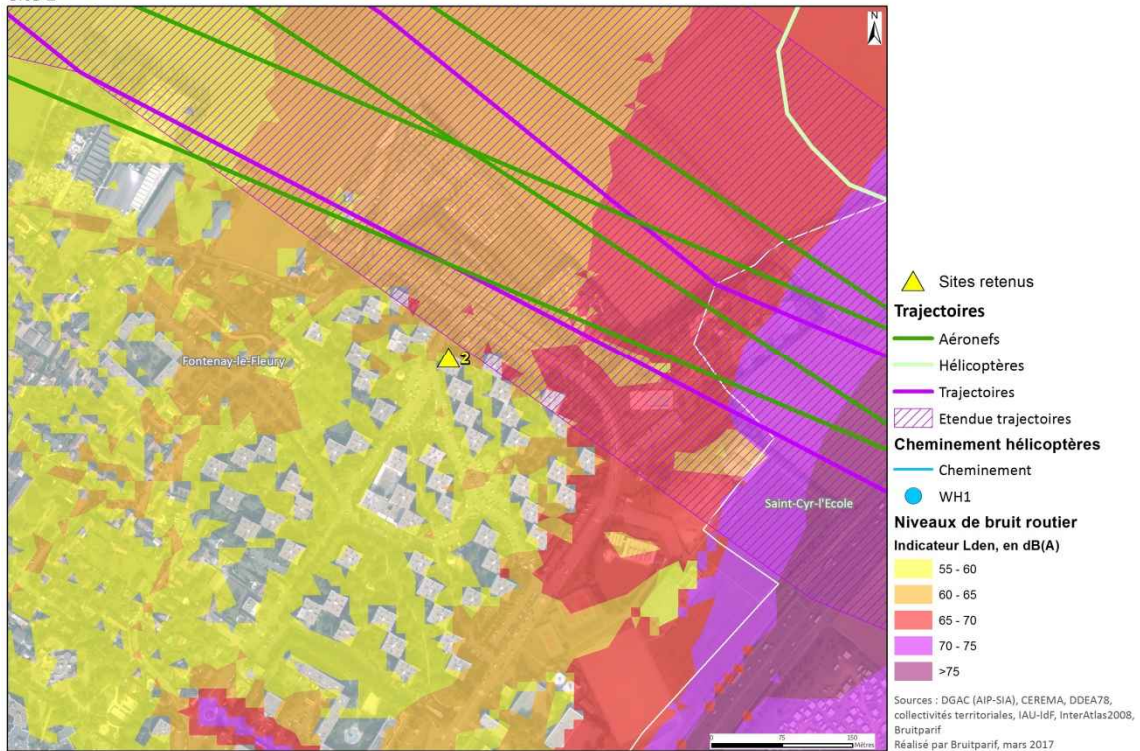 N
2
Fontenay-le-Fleury
Saint-Cyr-l'Ecole
0 75 150
Mètres
Sites retenus
Trajectoires
Aéronefs
Hélicoptères
Trajectoires
Etendue trajectoires
Cheminement hélicoptères
Cheminement
WH1
Niveaux de bruit routier
Indicateur Lden, en dB(A)
55 - 60
60 - 65
65 - 70
70 - 75
>75
Sources : DGAC (AIP-SIA), CEREMA, DDEA78,
collectivités territoriales, IAU-IdF, InterAtlas2008,
Bruitparif
Réalisé par Bruitparif, mars 2017